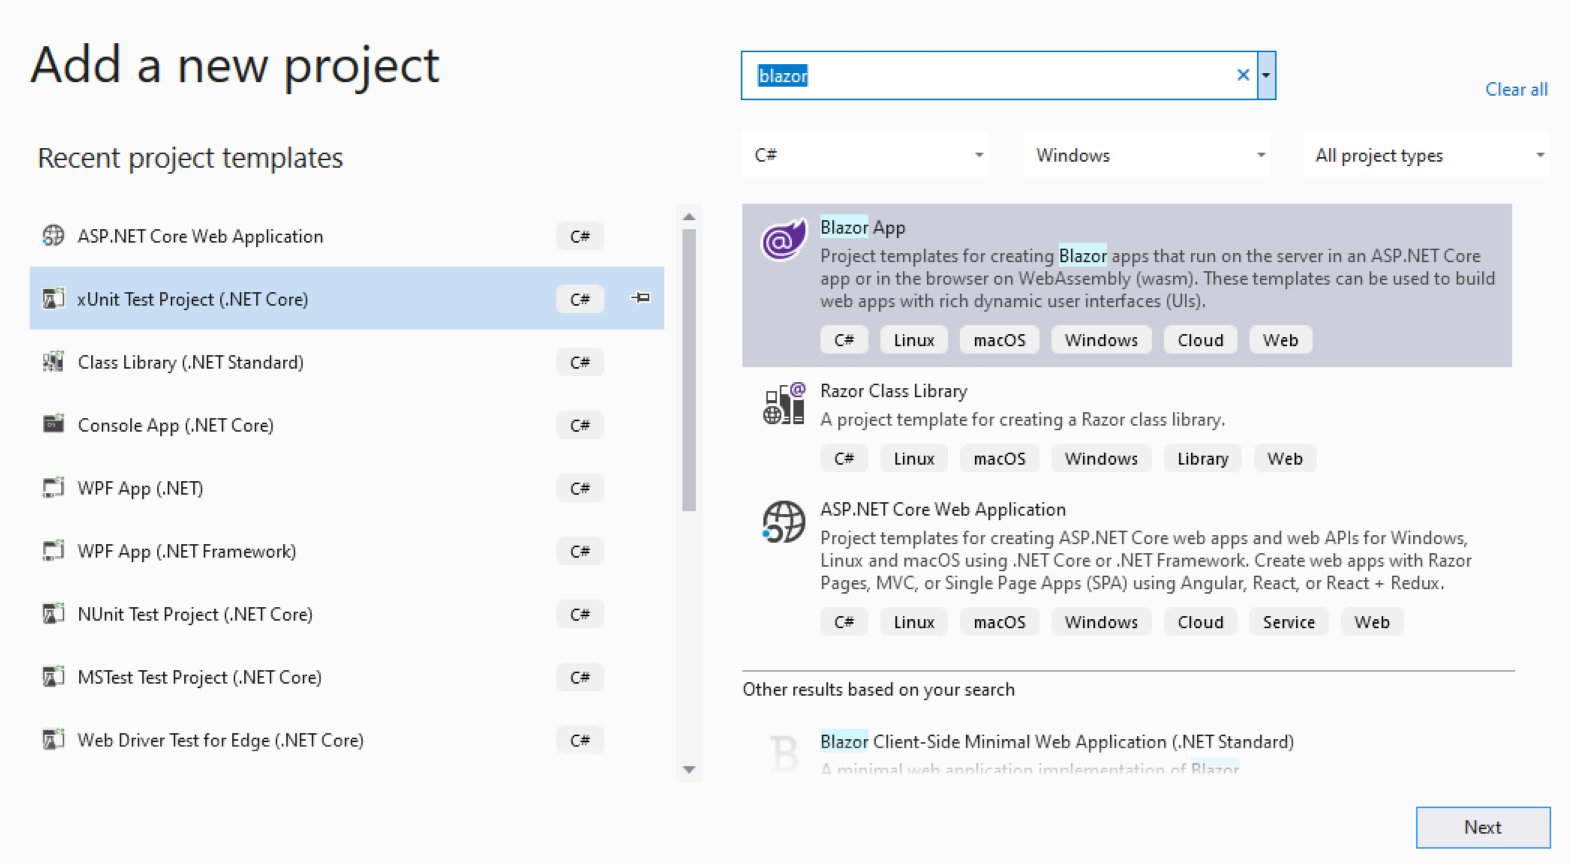 Add a new project
blazor
Clear all
C#
Windows
All project types
Recent project templates
ASP.NET Core Web Application C#
xUnit Test Project (.NET Core) C#
Class Library (.NET Standard) C#
Console App (.NET Core) C#
WPF App (.NET) C#
WPF App (.NET Framework) C#
NUnit Test Project (.NET Core) C#
MSTest Test Project (.NET Core) C#
Web Driver Test for Edge (.NET Core) C#
Blazor App
Project templates for creating Blazor apps that run on the server in an ASP.NET Core
app or in the browser on WebAssembly (wasm). These templates can be used to build
web apps with rich dynamic user interfaces (UIs).
C# Linux macOS Windows Cloud Web
Razor Class Library
A project template for creating a Razor class library.
C# Linux macOS Windows Library Web
ASP.NET Core Web Application
Project templates for creating ASP.NET Core web apps and web APIs for Windows,
Linux and macOS using .NET Core or .NET Framework. Create web apps with Razor
Pages, MVC, or Single Page Apps (SPA) using Angular, React, or React + Redux.
C# Linux macOS Windows Cloud Service Web
Other results based on your search
Blazor Client-Side Minimal Web Application (.NET Standard)
A minimal web application implementation of Blazor
Next